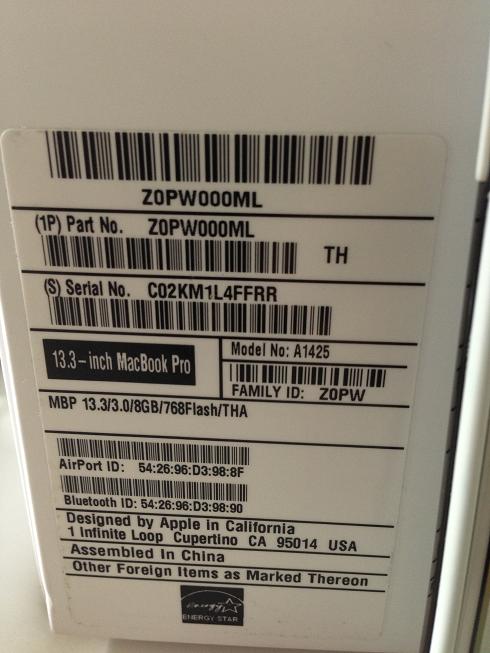 Z0PW000ML
(1P) Part No. Z0PW000ML
TH
(S) Serial No. C02KM1L4FFRR
13.3-inch MacBook Pro
Model No: A1425
FAMILY ID: Z0PW
MBP 13.3/3.0/8GB/768Flash/THA
AirPort ID: 54:26:96:D3:98:8F
Bluetooth ID: 54:26:96:D3:98:90
Designed by Apple in California
1 Infinite Loop Cupertino CA 95014 USA
Assembled In China
Other Foreign Items as Marked Thereon
energy
ENERGY STAR